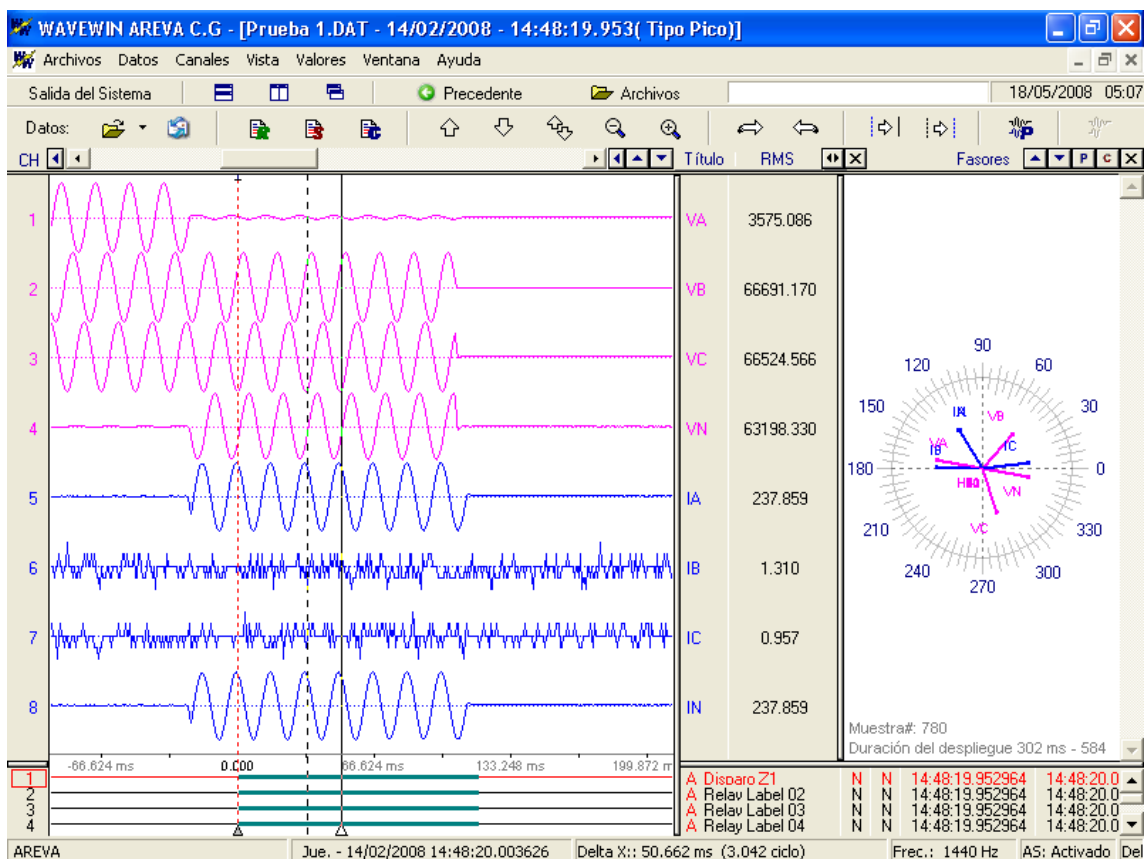 WAVEWIN AREVA C.G - [Prueba 1.DAT - 14/02/2008 - 14:48:19.953( Tipo Pico)]
Archivos Datos Canales Vista Valores Ventana Ayuda
Salida del Sistema Precedente Archivos 18/05/2008 05:07
Datos:
CH Título RMS Fasores P C
1 VA 3575.086
2 VB 66691.170
3 VC 66524.566
4 VN 63198.330
5 IA 237.859
6 IB 1.310
7 IC 0.957
8 IN 237.859
90
120 60
150 30
180 0
210 330
240 300
270
VB
VA
IB
IC
VN
VC
Muestra#: 780
Duración del despliegue 302 ms - 584
-66.624 ms 0.000 66.624 ms 133.248 ms 199.872 m
1 A Disparo Z1 N N 14:48:19.952964 14:48:20.0
2 A Relay Label 02 N N 14:48:19.952964 14:48:20.0
3 A Relay Label 03 N N 14:48:19.952964 14:48:20.0
4 A Relay Label 04 N N 14:48:19.952964 14:48:20.0
AREVA Jue. - 14/02/2008 14:48:20.003626 Delta X:: 50.662 ms (3.042 ciclo) Frec.: 1440 Hz AS: Activado Del